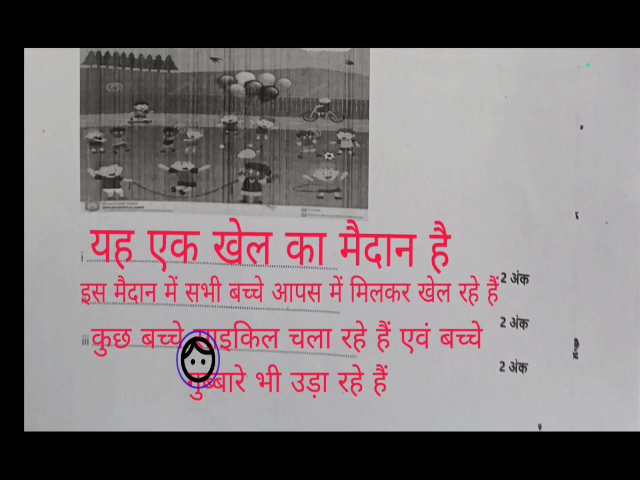 i यह एक खेल का मैदान है
इस मैदान में सभी बच्चे आपस में मिलकर खेल रहे हैं 2 अंक
iii कुछ बच्चे साइकिल चला रहे हैं एवं बच्चे 2 अंक
गुब्बारे भी उड़ा रहे हैं 2 अंक